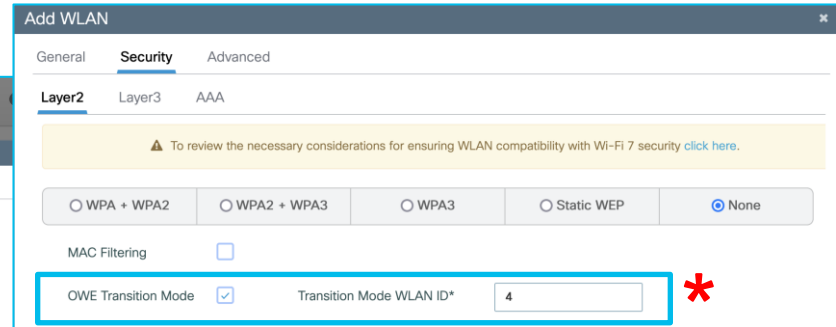 Add WLAN ×
General Security Advanced
Layer2 Layer3 AAA
To review the necessary considerations for ensuring WLAN compatibility with Wi-Fi 7 security click here.
WPA + WPA2 WPA2 + WPA3 WPA3 Static WEP None
MAC Filtering
OWE Transition Mode Transition Mode WLAN ID* 4
*